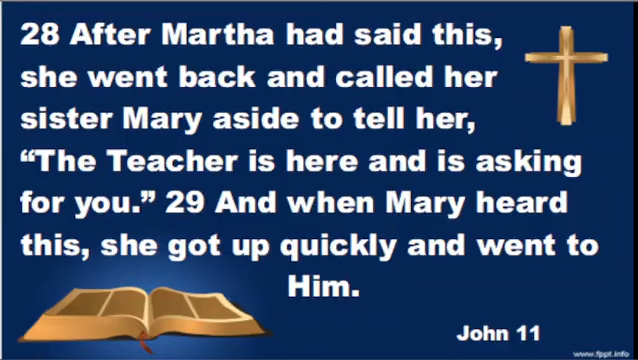 28 After Martha had said this,
she went back and called her
sister Mary aside to tell her,
“The Teacher is here and is asking
for you.” 29 And when Mary heard
this, she got up quickly and went to
Him.
John 11
www.fppt.info